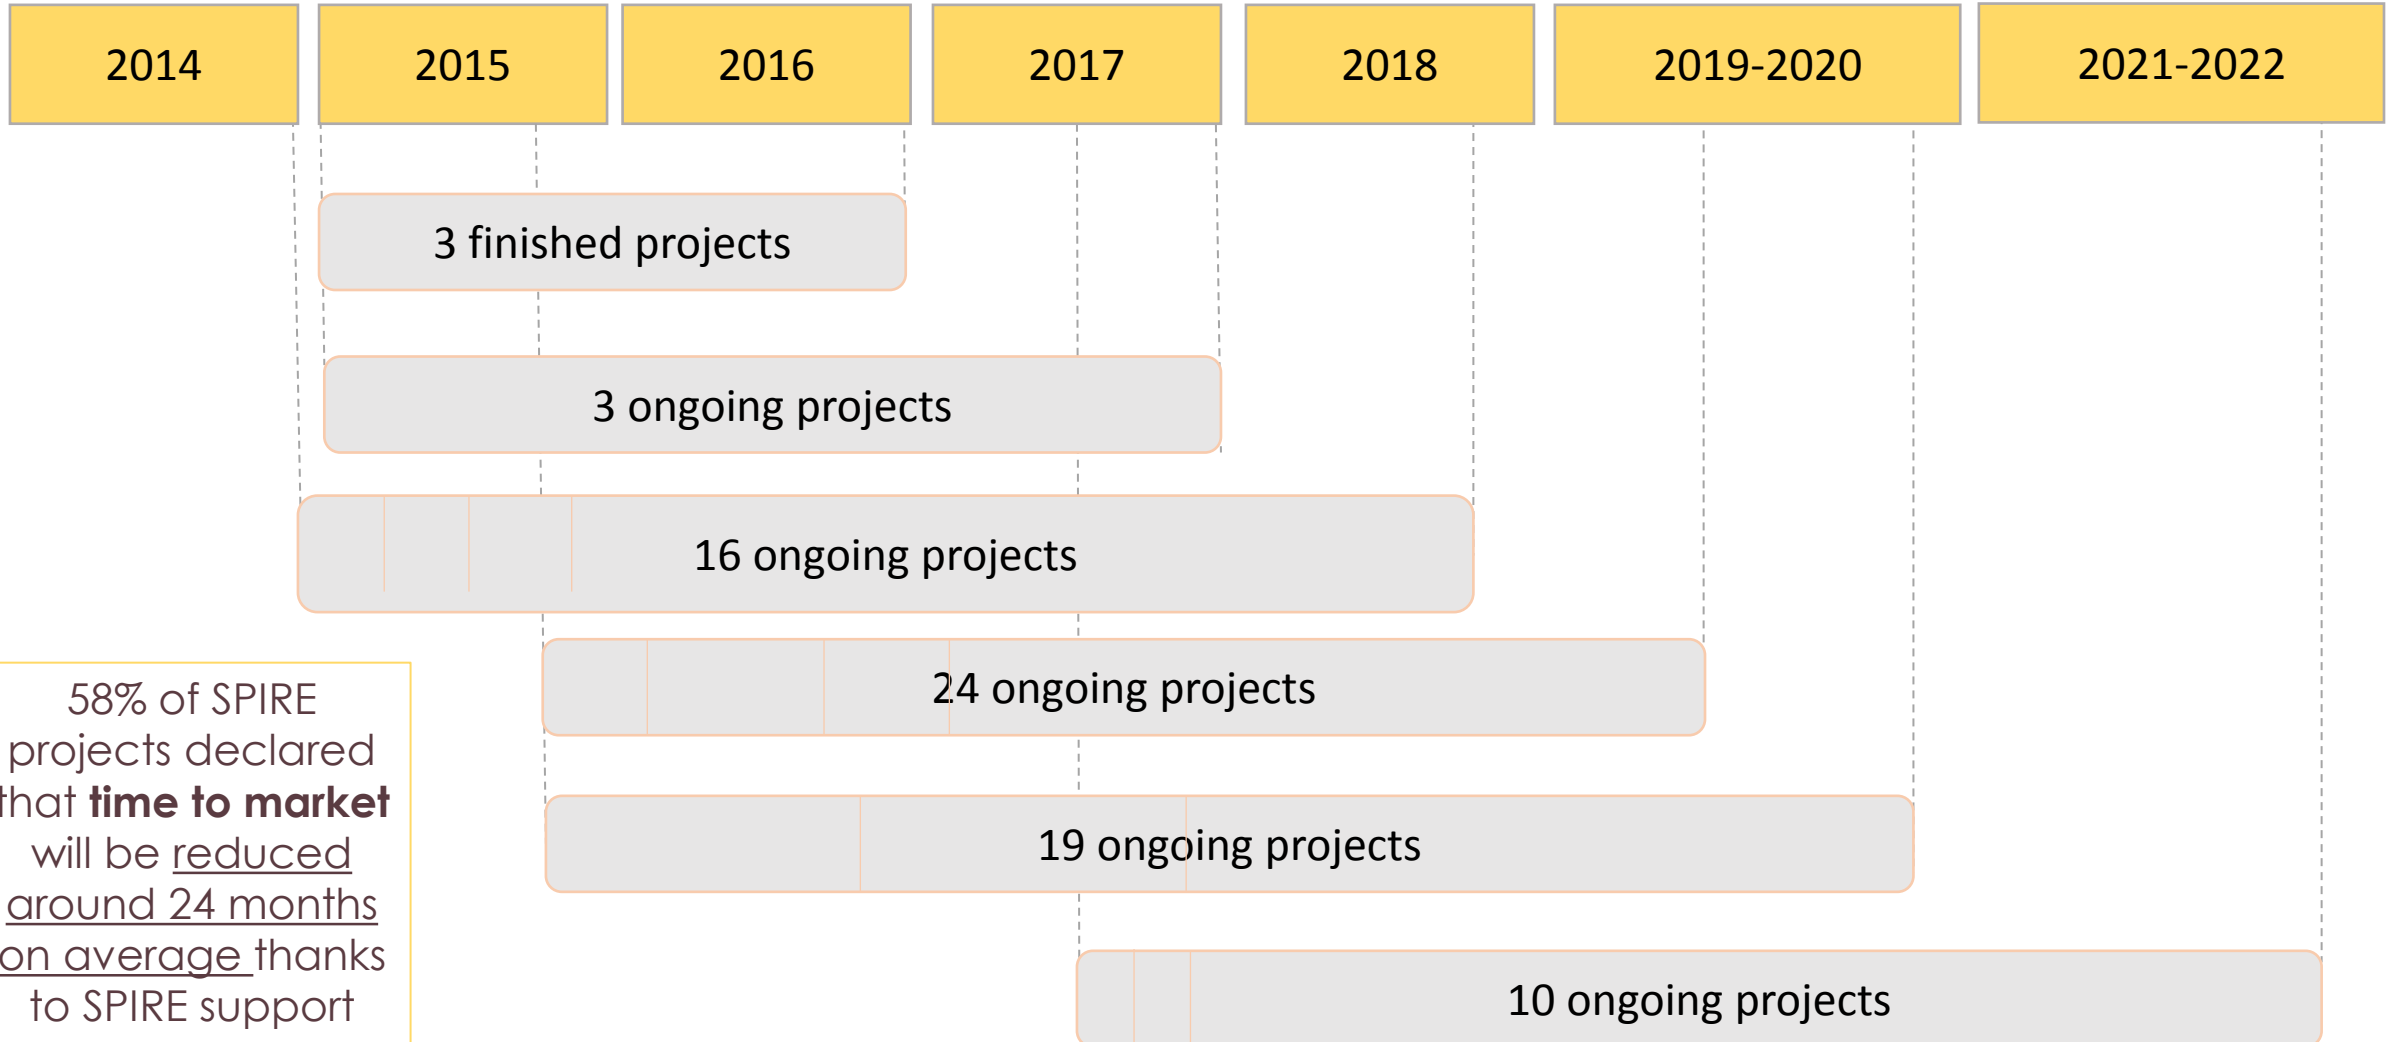 2014
2015
2016
2017
2018
2019-2020
2021-2022
3 finished projects
3 ongoing projects
16 ongoing projects
24 ongoing projects
19 ongoing projects
10 ongoing projects
58% of SPIRE
projects declared
that time to market
will be reduced
around 24 months
on average thanks
to SPIRE support